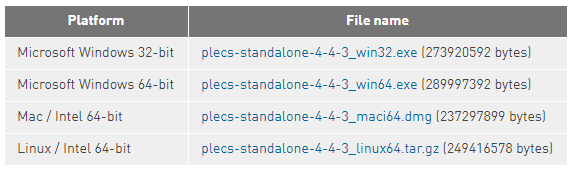 Platform File name
Microsoft Windows 32-bit plecs-standalone-4-4-3_win32.exe (273920592 bytes)
Microsoft Windows 64-bit plecs-standalone-4-4-3_win64.exe (289997392 bytes)
Mac / Intel 64-bit plecs-standalone-4-4-3_maci64.dmg (237297899 bytes)
Linux / Intel 64-bit plecs-standalone-4-4-3_linux64.tar.gz (249416578 bytes)